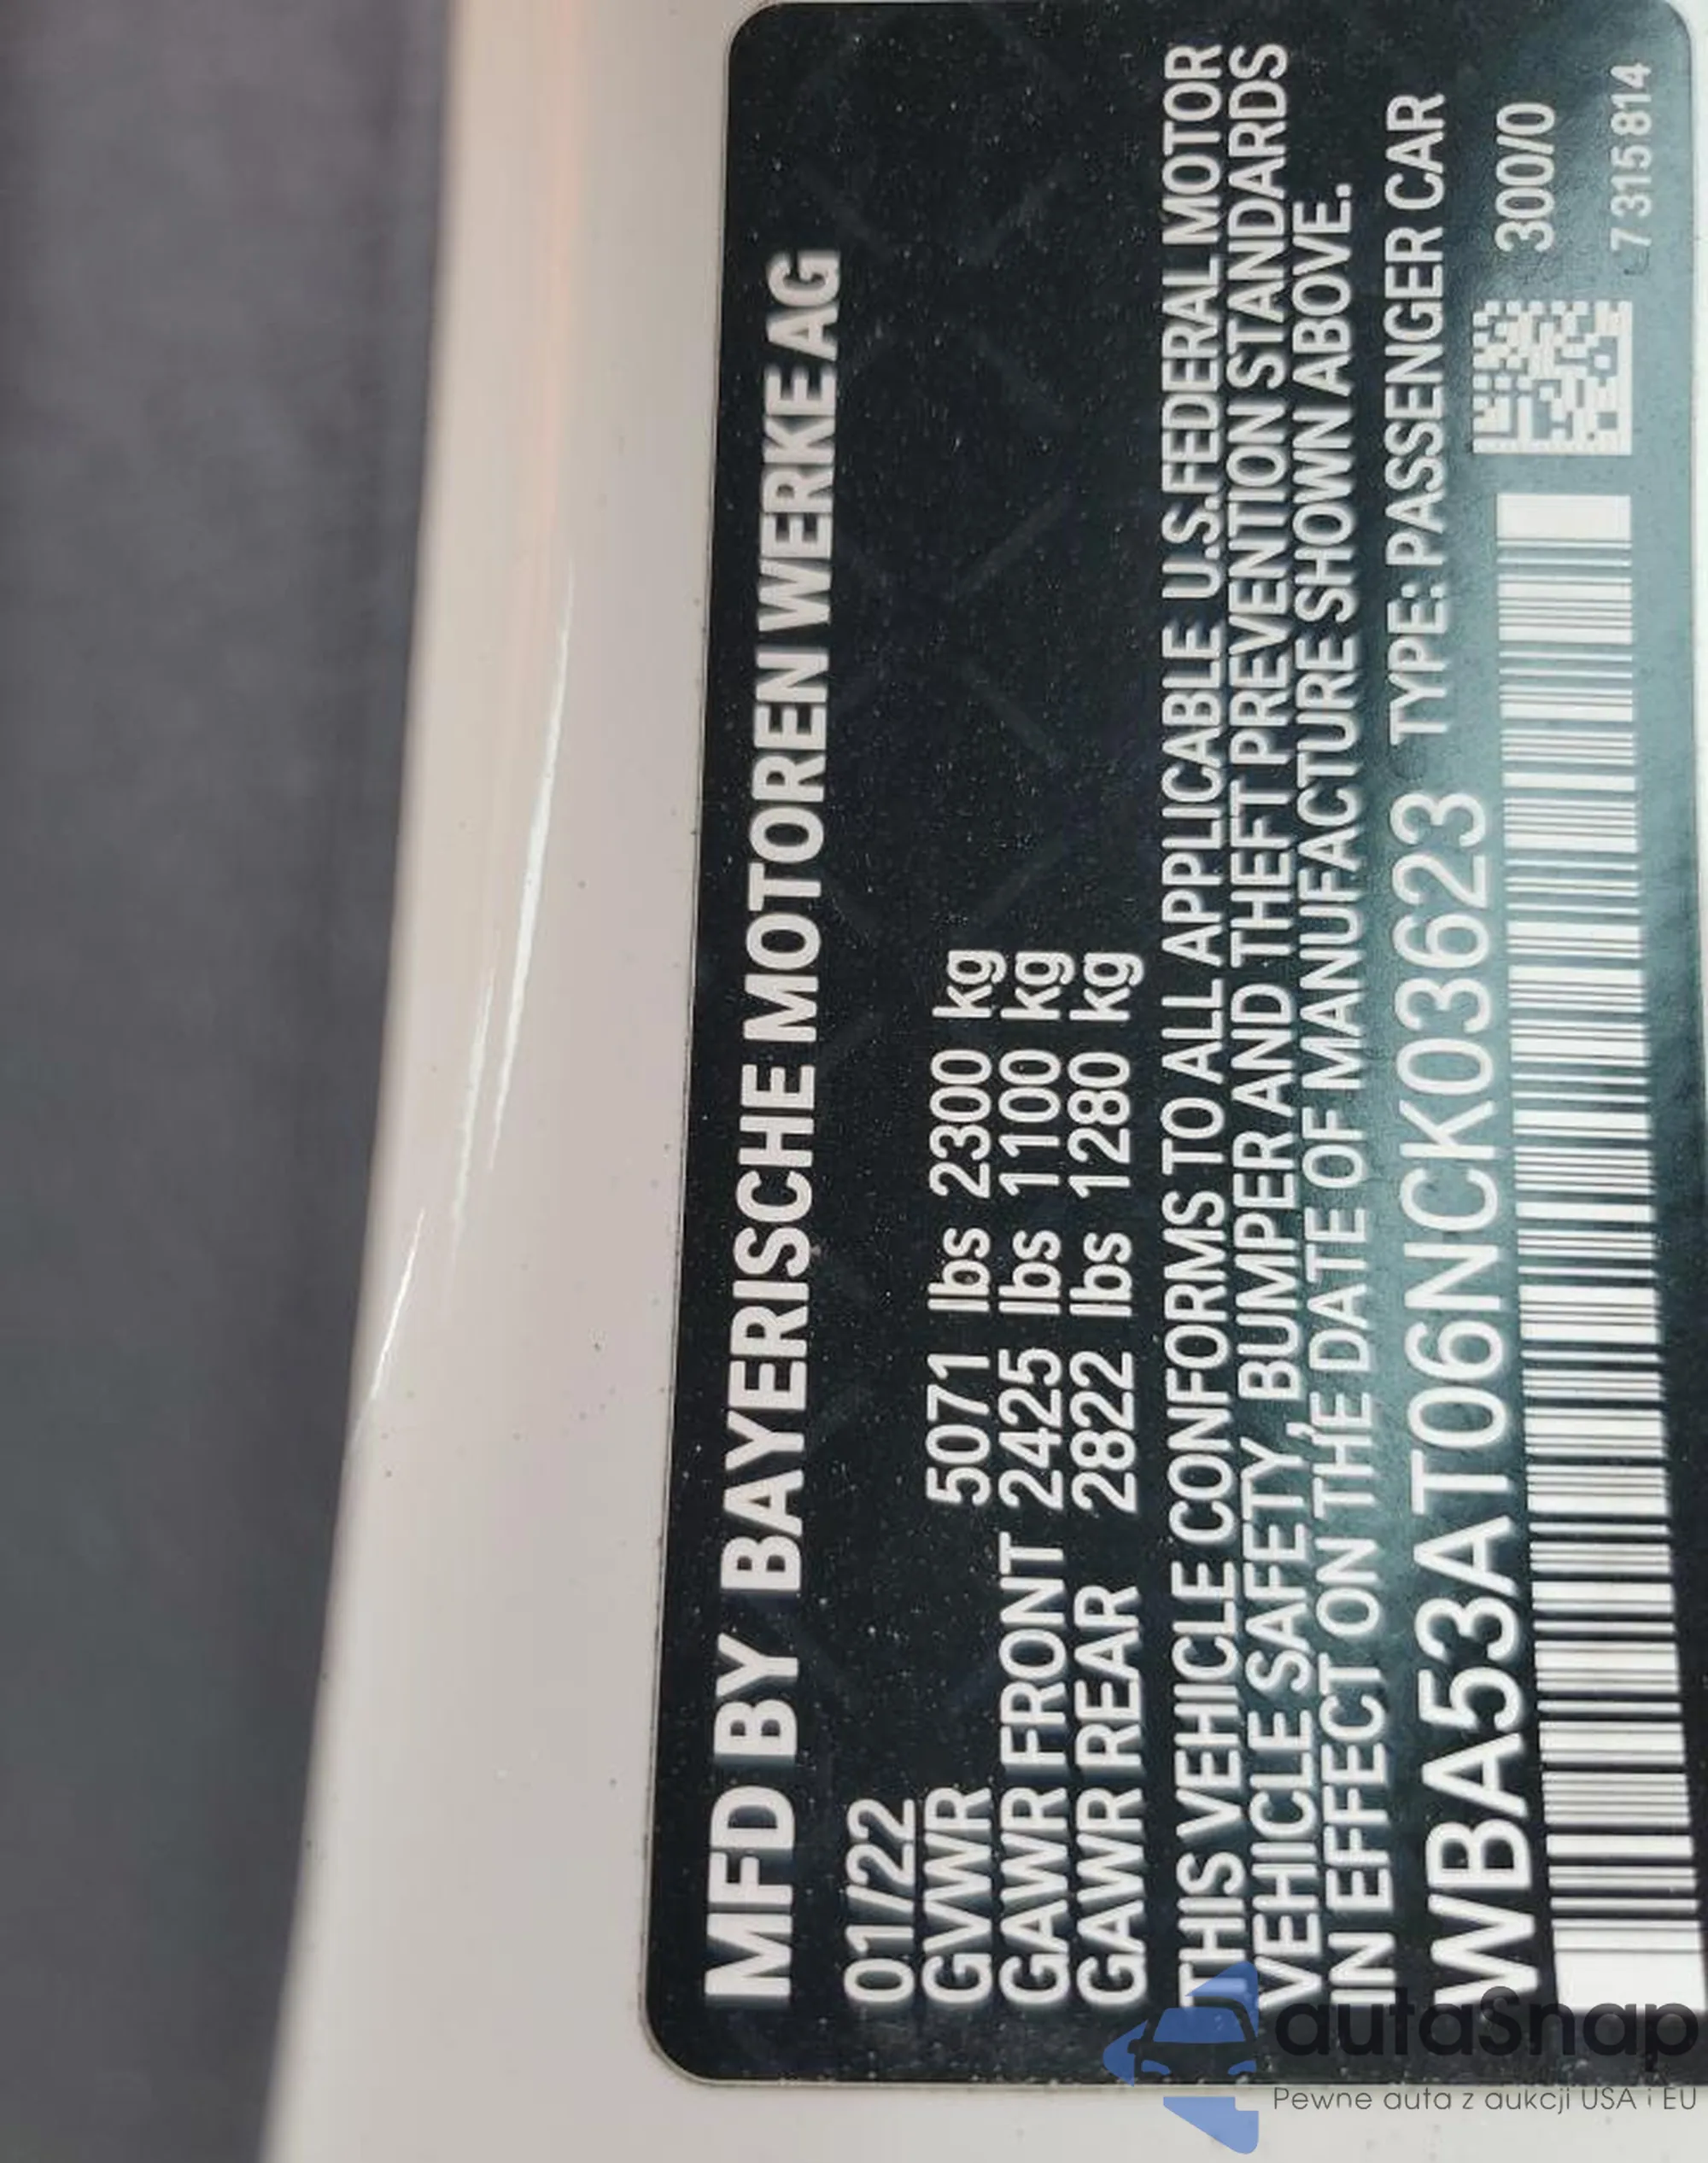 MFD BY BAYERISCHE MOTOREN WERKE AG
01/22
GVWR 5071 lbs 2300 kg
GAWR FRONT 2425 lbs 1100 kg
GAWR REAR 2822 lbs 1280 kg
THIS VEHICLE CONFORMS TO ALL APPLICABLE U.S.FEDERAL MOTOR
VEHICLE SAFETY, BUMPER AND THEFT PREVENTION STANDARDS
IN EFFECT ON THE DATE OF MANUFACTURE SHOWN ABOVE.
WBA53AT06NCK03623 TYPE: PASSENGER CAR
300/0
7315814
autaSnap
Pewne auta z aukcji USA i EU